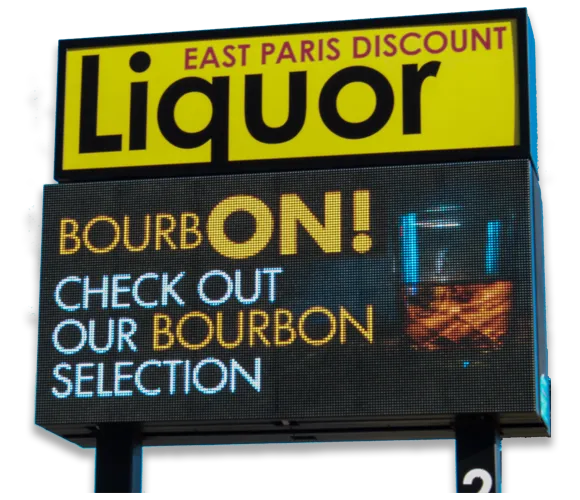 EAST PARIS DISCOUNT
Liquor
BOURBON!
CHECK OUT
OUR BOURBON
SELECTION
2